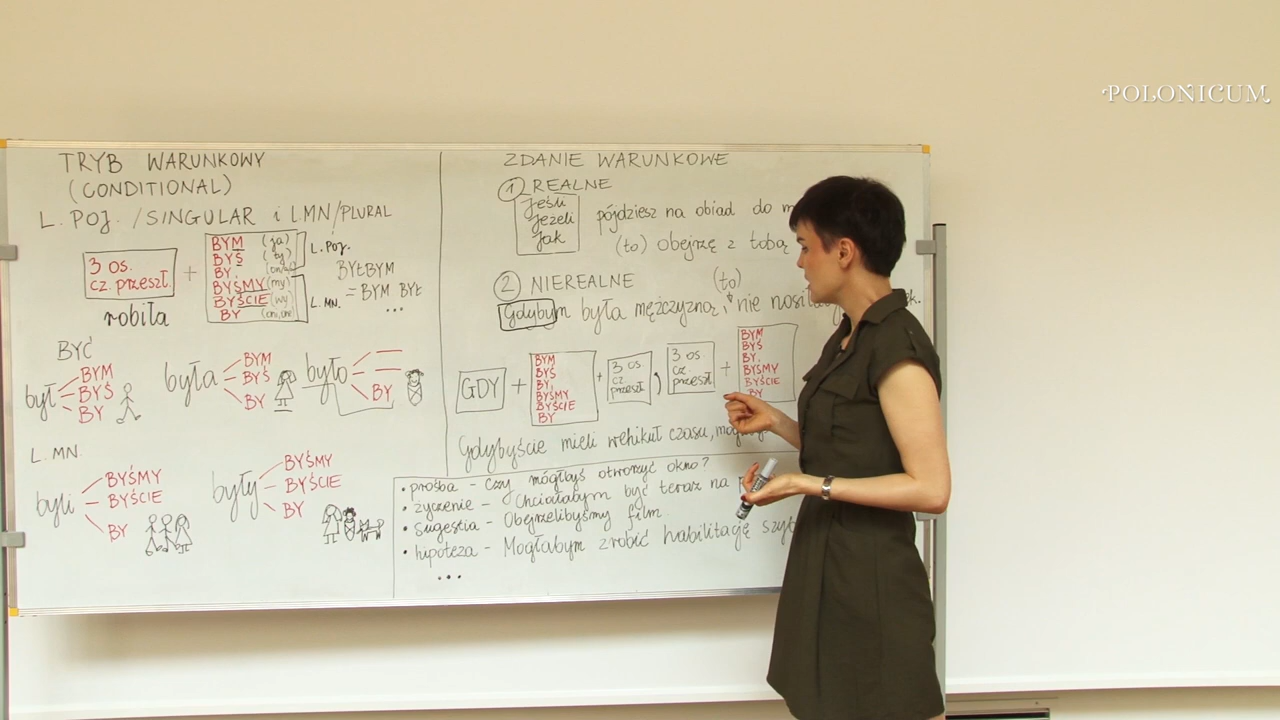 POLONICUM
TRYB WARUNKOWY
(CONDITIONAL)
L. POJ. / SINGULAR i L.MN/PLURAL
3 os.
cz. przeszł.
+
robiła
BYM (ja)
BYŚ (ty)
BY
BYŚMY (my)
BYŚCIE (wy)
BY (oni, one)
L. POJ.
L. MN.
BYŁBYM
= BYM BYŁ
...
BYĆ
był
BYM
BYŚ
BY
była
BYM
BYŚ
BY
było
BY
L. MN.
byli
BYŚMY
BYŚCIE
BY
były
BYŚMY
BYŚCIE
BY
ZDANIE WARUNKOWE
1 REALNE
Jeśli
Jeżeli
Jak
pójdziesz na obiad do
(to) obejrzę z tobą
2 NIEREALNE (to)
Gdybym była mężczyzną, nie
GDY +
BYM
BYŚ
BY
BYŚMY
BYŚCIE
BY
+ 3 os.
cz.
przeszł
,
3 os.
cz.
przeszł
+
BYM
BYŚ
BY
BYŚMY
BYŚCIE
BY
Gdybyście mieli wehikuł czasu,
• prośba - Czy mógłbyś otworzyć okno?
• życzenie - Chciałabym być teraz na
• sugestia - Obejrzelibyśmy film.
• hipoteza - Mogłabym zrobić habilitację
...